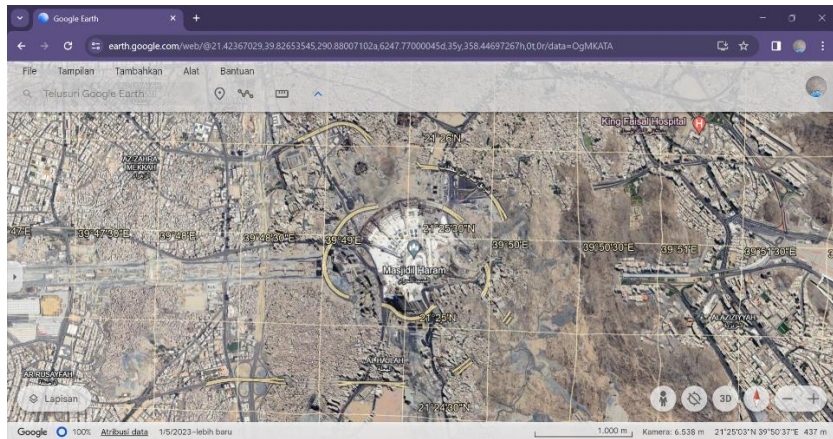 Google Earth
earth.google.com/web/@21.42367029,39.82653545,290.88007102a,6247.77000045d,35y,358.44697267h,0t,0r/data=OgMKATA
File Tampilan Tambahkan Alat Bantuan
Telusuri Google Earth
21°26'N
King Faisal Hospital
AZ ZAHRA
MEKKAH
21°25'30"N
47'E 39°47'30"E 39°48'E 39°48'30"E 39°49'E 39°50'E 39°50'30"E 39°51'E 39°51'30"E
Masjidil Haram
21°25'N
AL AZIZIYYAH
AL HAJLAH
AR RUSAYFAH
Lapisan
3D
21°24'30"N
Google 100% Atribusi data 1/5/2023–lebih baru 1.000 m Kamera: 6.538 m 21°25'03"N 39°50'37"E 437 m